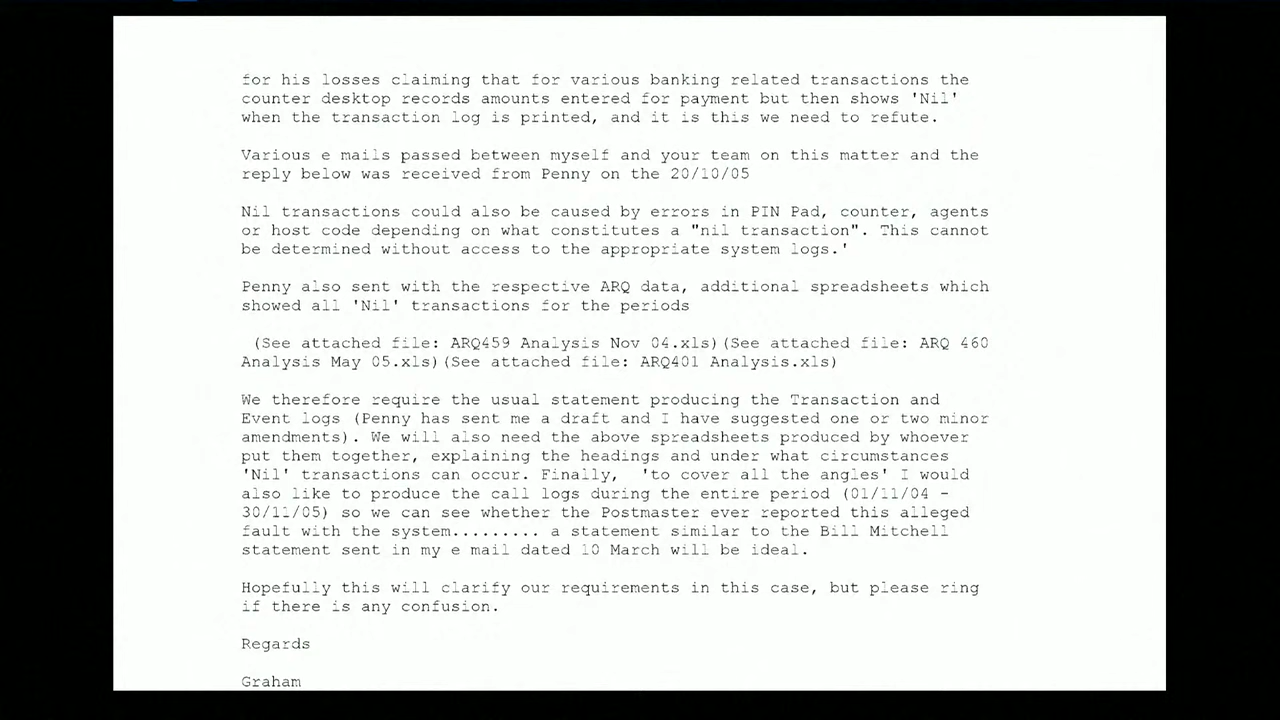 for his losses claiming that for various banking related transactions the
counter desktop records amounts entered for payment but then shows 'Nil'
when the transaction log is printed, and it is this we need to refute.
Various e mails passed between myself and your team on this matter and the
reply below was received from Penny on the 20/10/05
Nil transactions could also be caused by errors in PIN Pad, counter, agents
or host code depending on what constitutes a "nil transaction". This cannot
be determined without access to the appropriate system logs.'
Penny also sent with the respective ARQ data, additional spreadsheets which
showed all 'Nil' transactions for the periods
(See attached file: ARQ459 Analysis Nov 04.xls)(See attached file: ARQ 460
Analysis May 05.xls)(See attached file: ARQ401 Analysis.xls)
We therefore require the usual statement producing the Transaction and
Event logs (Penny has sent me a draft and I have suggested one or two minor
amendments). We will also need the above spreadsheets produced by whoever
put them together, explaining the headings and under what circumstances
'Nil' transactions can occur. Finally, 'to cover all the angles' I would
also like to produce the call logs during the entire period (01/11/04 -
30/11/05) so we can see whether the Postmaster ever reported this alleged
fault with the system......... a statement similar to the Bill Mitchell
statement sent in my e mail dated 10 March will be ideal.
Hopefully this will clarify our requirements in this case, but please ring
if there is any confusion.
Regards
Graham